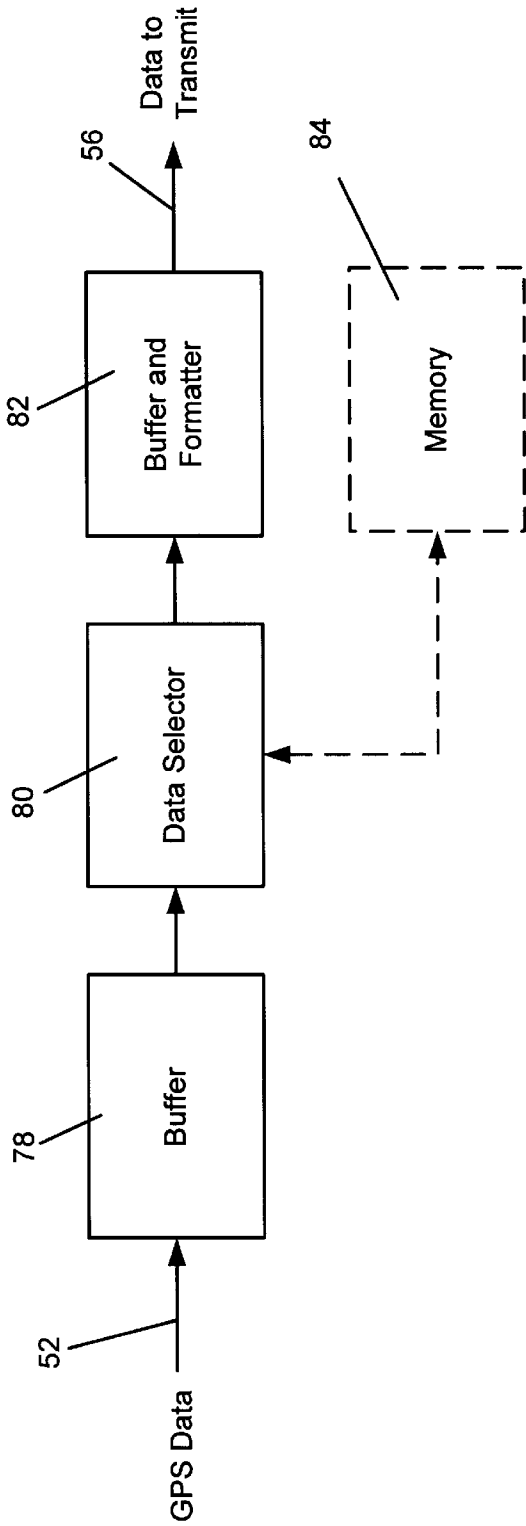 GPS Data
52
78
Buffer
80
Data Selector
82
Buffer and
Formatter
56
Data to
Transmit
84
Memory